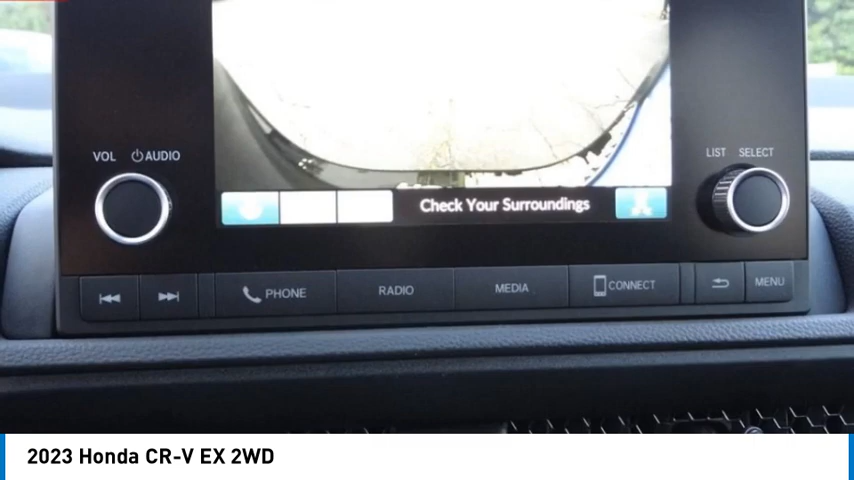 VOL AUDIO
LIST SELECT
Check Your Surroundings
PHONE
RADIO
MEDIA
CONNECT
MENU
2023 Honda CR-V EX 2WD